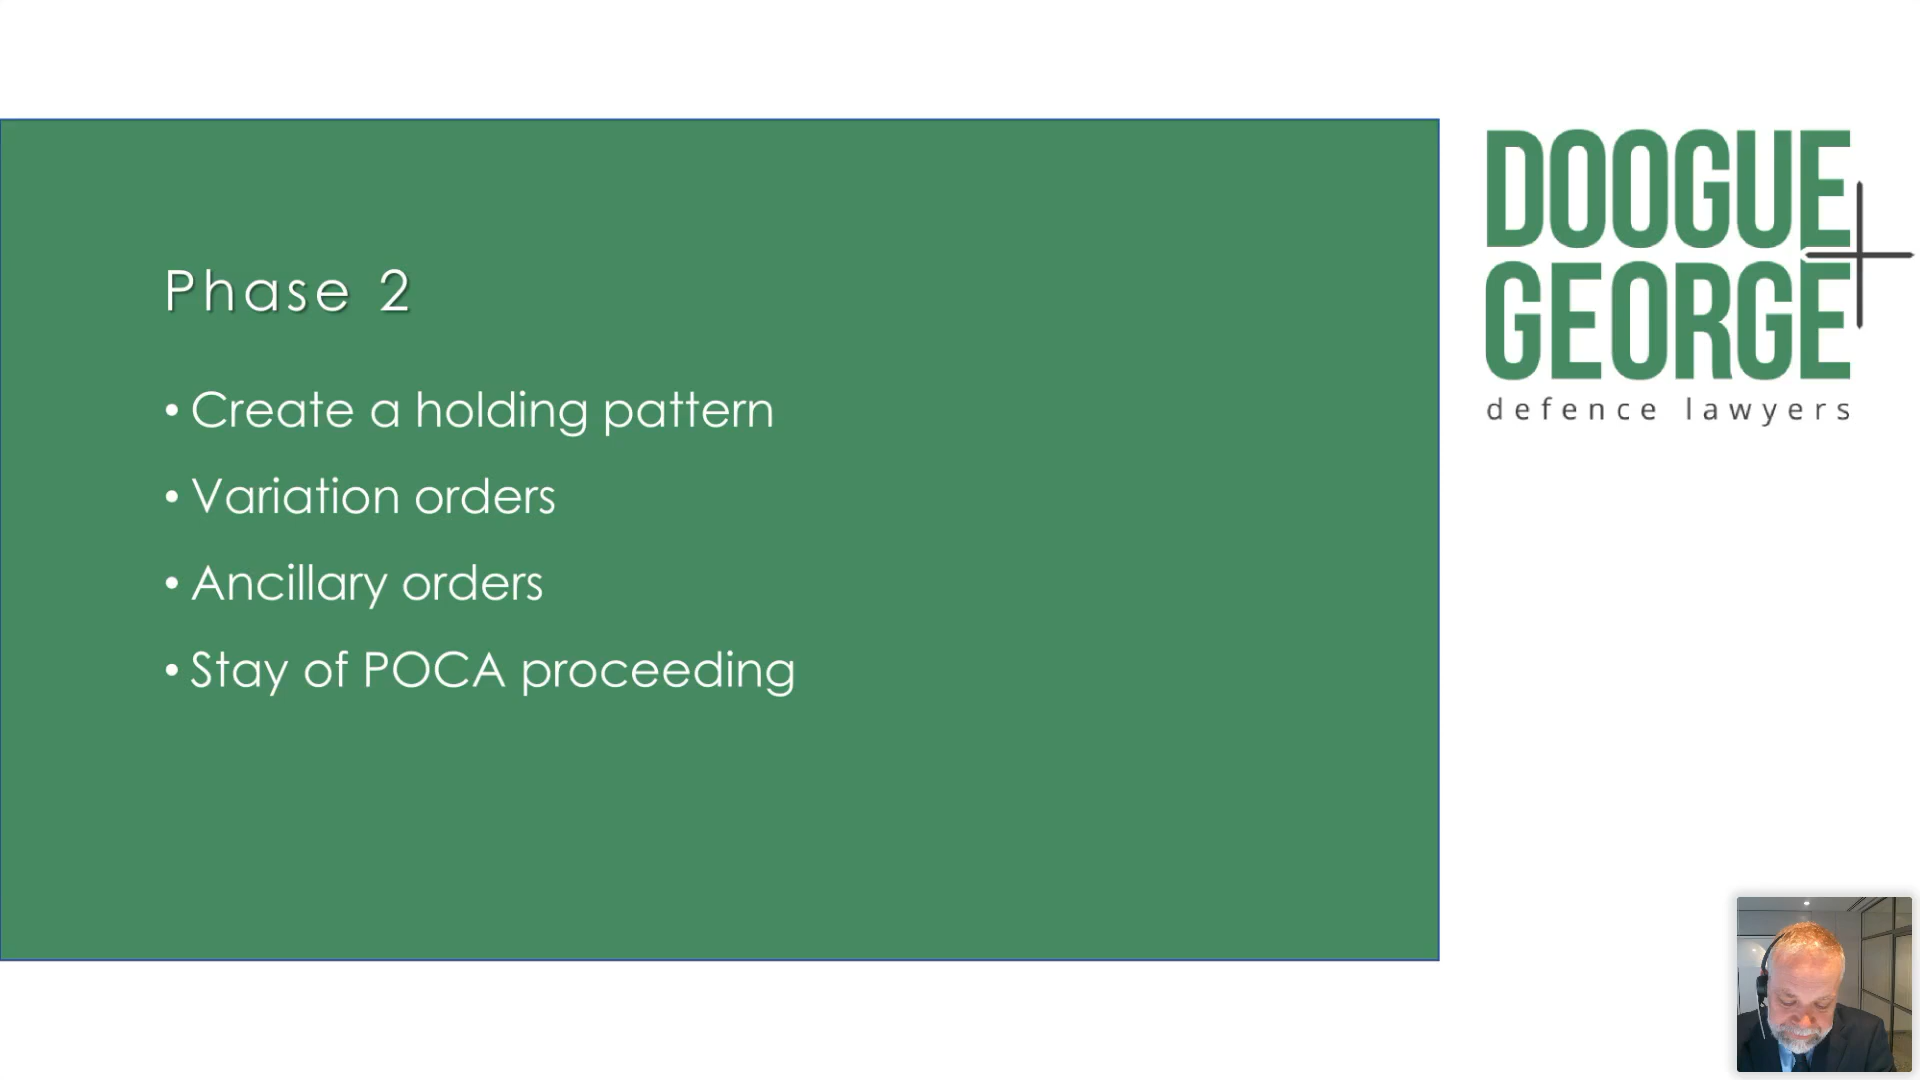 Phase 2
• Create a holding pattern
• Variation orders
• Ancillary orders
• Stay of POCA proceeding
DOOGUE
GEORGE
defence lawyers